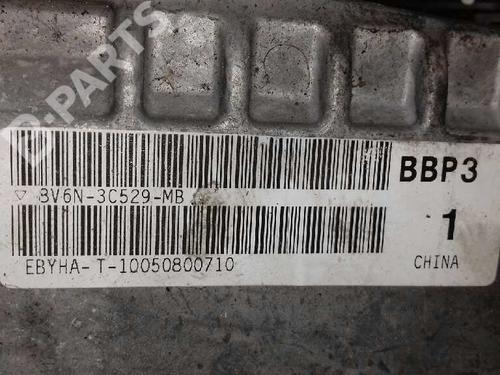 B-PARTS
BBP3
▽ 8V6N-3C529-MB
1
EBYHA-T-10050800710
CHINA